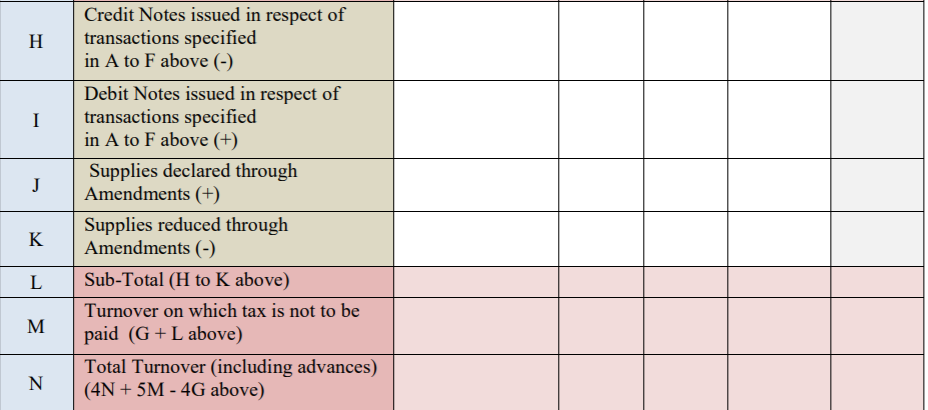 H
Credit Notes issued in respect of
transactions specified
in A to F above (-)
I
Debit Notes issued in respect of
transactions specified
in A to F above (+)
J
Supplies declared through
Amendments (+)
K
Supplies reduced through
Amendments (-)
L
Sub-Total (H to K above)
M
Turnover on which tax is not to be
paid (G + L above)
N
Total Turnover (including advances)
(4N + 5M - 4G above)